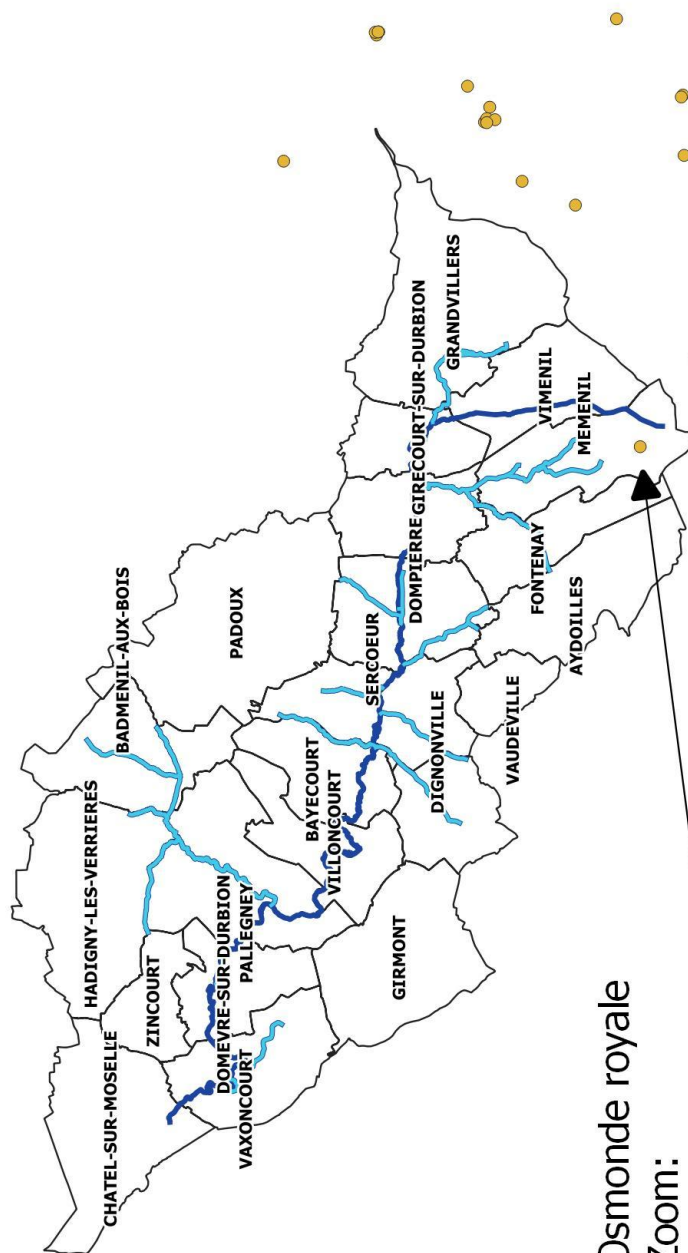 CHATEL-SUR-MOSELLE
HADIGNY-LES-VERRIERES
BADMENIL-AUX-BOIS
ZINCOURT
PADOUX
DOMEVRE-SUR-DURBION
PALLEGNEY
VAXONCOURT
BAYECOURT
VILLONCOURT
SERCOEUR
DOMPIERRE
GIRECOURT-SUR-DURBION
GRANDVILLERS
GIRMONT
DIGNONVILLE
VAUDEVILLE
AYDOILLES
FONTENAY
VIMENIL
MEMENIL
Osmonde royale
Zoom: